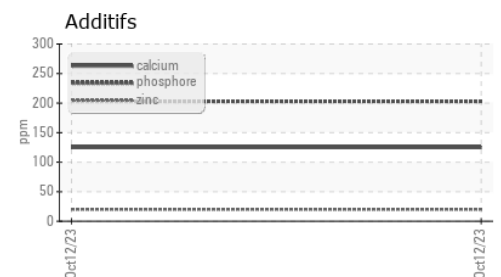 Additifs
300
250
200
150
100
50
0
ppm
calcium
phosphore
zinc
Oct12/23
Oct12/23